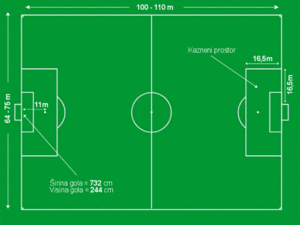 100 - 110 m
Kazneni prostor
16,5m
16,5m
64 - 75 m
11m
Širina gola = 732 cm
Visina gola = 244 cm